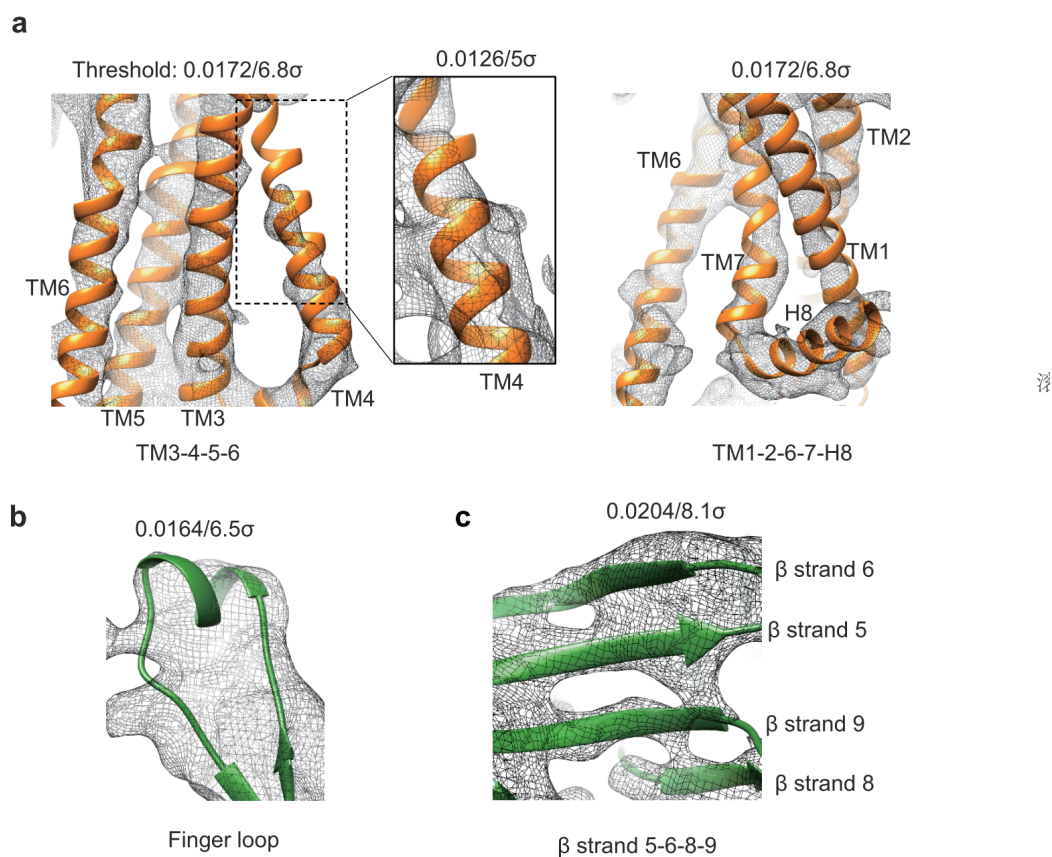 a
Threshold: 0.0172/6.8σ
0.0126/5σ
0.0172/6.8σ
TM6
TM5
TM3
TM4
TM4
TM6
TM2
TM7
TM1
H8
TM3-4-5-6
TM1-2-6-7-H8
b
0.0164/6.5σ
Finger loop
c
0.0204/8.1σ
β strand 6
β strand 5
β strand 9
β strand 8
β strand 5-6-8-9